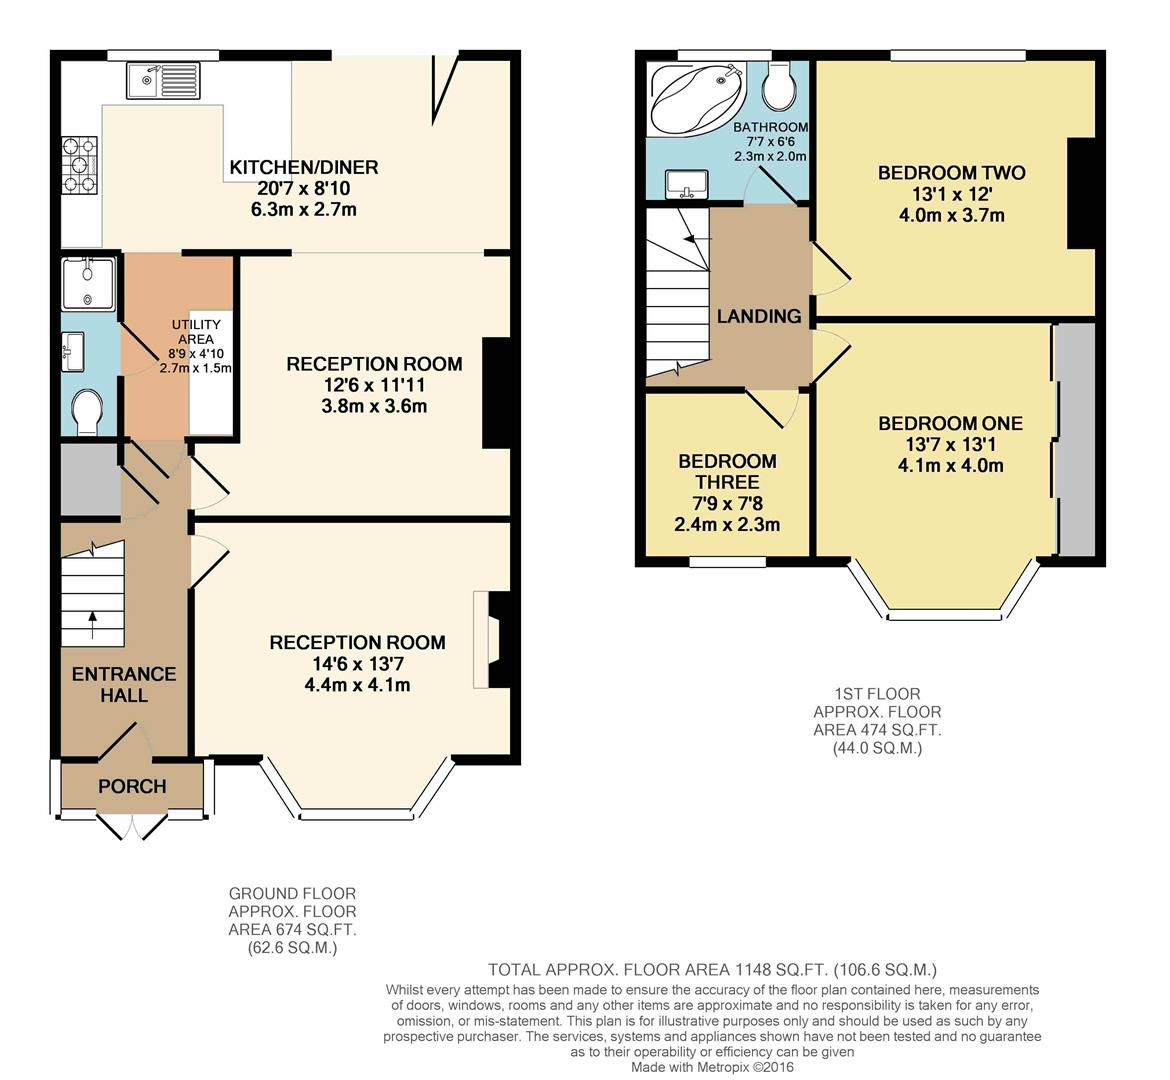 KITCHEN/DINER
20'7 x 8'10
6.3m x 2.7m
UTILITY
AREA
8'9 x 4'10
2.7m x 1.5m
RECEPTION ROOM
12'6 x 11'11
3.8m x 3.6m
RECEPTION ROOM
14'6 x 13'7
4.4m x 4.1m
ENTRANCE
HALL
PORCH
GROUND FLOOR
APPROX. FLOOR
AREA 674 SQ.FT.
(62.6 SQ.M.)
BATHROOM
7'7 x 6'6
2.3m x 2.0m
BEDROOM TWO
13'1 x 12'
4.0m x 3.7m
LANDING
BEDROOM ONE
13'7 x 13'1
4.1m x 4.0m
BEDROOM
THREE
7'9 x 7'8
2.4m x 2.3m
1ST FLOOR
APPROX. FLOOR
AREA 474 SQ.FT.
(44.0 SQ.M.)
TOTAL APPROX. FLOOR AREA 1148 SQ.FT. (106.6 SQ.M.)
Whilst every attempt has been made to ensure the accuracy of the floor plan contained here, measurements
of doors, windows, rooms and any other items are approximate and no responsibility is taken for any error,
omission, or mis-statement. This plan is for illustrative purposes only and should be used as such by any
prospective purchaser. The services, systems and appliances shown have not been tested and no guarantee
as to their operability or efficiency can be given
Made with Metropix ©2016